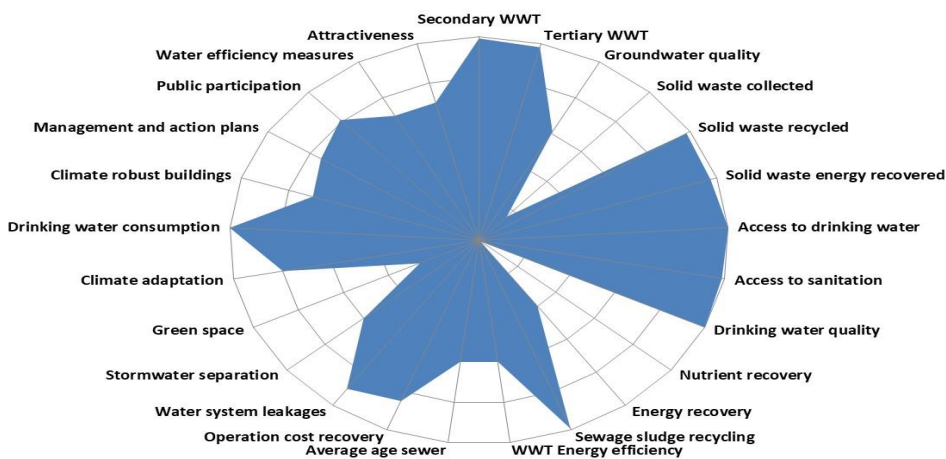 Secondary WWT
Tertiary WWT
Groundwater quality
Solid waste collected
Solid waste recycled
Solid waste energy recovered
Access to drinking water
Access to sanitation
Drinking water quality
Nutrient recovery
Energy recovery
Sewage sludge recycling
WWT Energy efficiency
Average age sewer
Operation cost recovery
Water system leakages
Stormwater separation
Green space
Climate adaptation
Drinking water consumption
Climate robust buildings
Management and action plans
Public participation
Water efficiency measures
Attractiveness